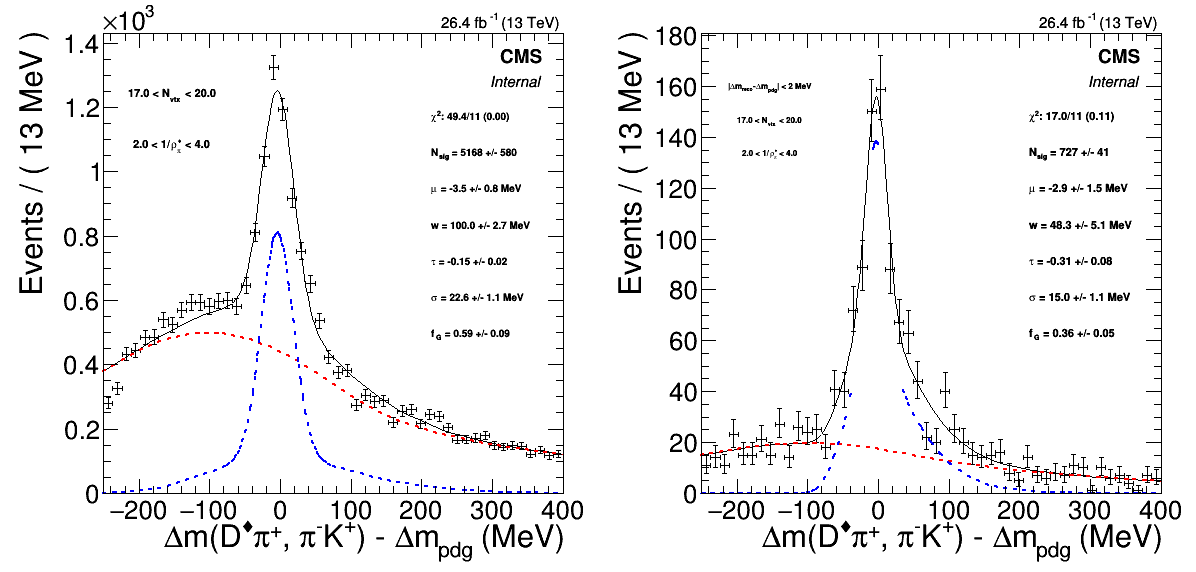 ×10³
26.4 fb⁻¹ (13 TeV)
Events / ( 13 MeV )
1.4
1.2
1
0.8
0.6
0.4
0.2
0
CMS
Internal
17.0 < N_vtx < 20.0
2.0 < 1/ρ_π^♦ < 4.0
χ²: 49.4/11 (0.00)
N_sig = 5168 +/- 580
μ = -3.5 +/- 0.8 MeV
w = 100.0 +/- 2.7 MeV
τ = -0.15 +/- 0.02
σ = 22.6 +/- 1.1 MeV
f_G = 0.59 +/- 0.09
−200 −100 0 100 200 300 400
Δm(D♦π⁺, π⁻K⁺) - Δm_pdg (MeV)
26.4 fb⁻¹ (13 TeV)
Events / ( 13 MeV )
180
160
140
120
100
80
60
40
20
0
CMS
Internal
|Δm_reco-Δm_pdg| < 2 MeV
17.0 < N_vtx < 20.0
2.0 < 1/ρ_π^♦ < 4.0
χ²: 17.0/11 (0.11)
N_sig = 727 +/- 41
μ = -2.9 +/- 1.5 MeV
w = 48.3 +/- 5.1 MeV
τ = -0.31 +/- 0.08
σ = 15.0 +/- 1.1 MeV
f_G = 0.36 +/- 0.05
−200 −100 0 100 200 300 400
Δm(D♦π⁺, π⁻K⁺) - Δm_pdg (MeV)